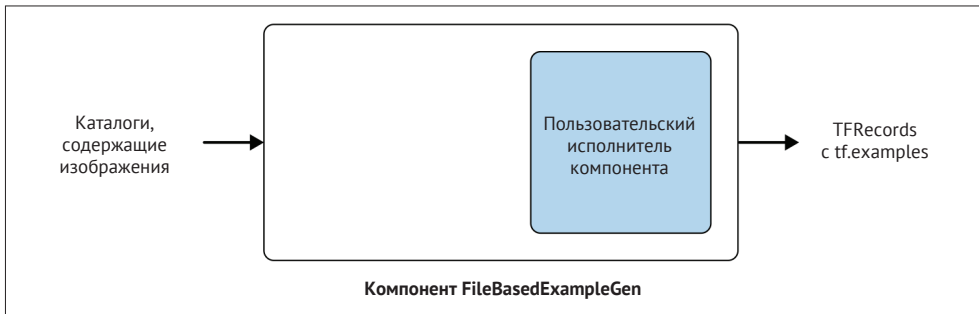 Каталоги,
содержащие
изображения
Пользовательский
исполнитель
компонента
TFRecords
с tf.examples
Компонент FileBasedExampleGen